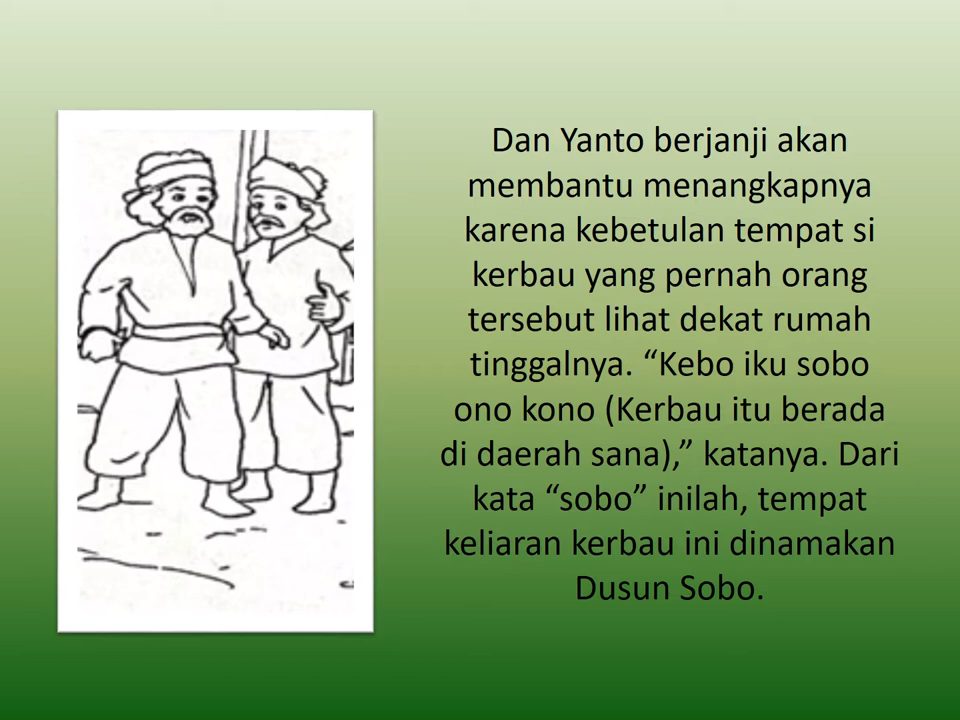 Dan Yanto berjanji akan
membantu menangkapnya
karena kebetulan tempat si
kerbau yang pernah orang
tersebut lihat dekat rumah
tinggalnya. “Kebo iku sobo
ono kono (Kerbau itu berada
di daerah sana),” katanya. Dari
kata “sobo” inilah, tempat
keliaran kerbau ini dinamakan
Dusun Sobo.